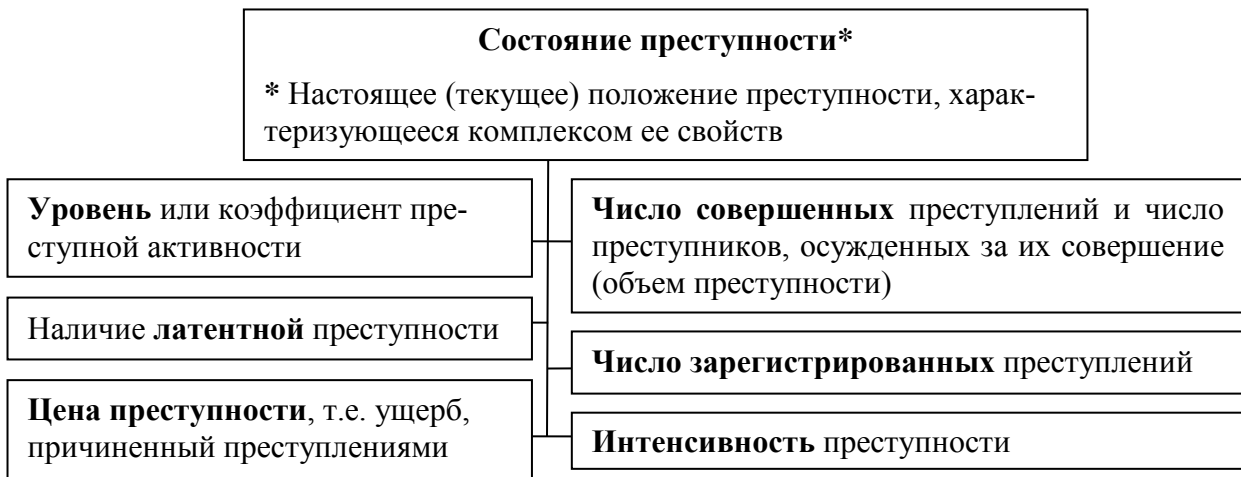 Состояние преступности*
* Настоящее (текущее) положение преступности, харак-
теризующееся комплексом ее свойств
Уровень или коэффициент пре-
ступной активности
Число совершенных преступлений и число
преступников, осужденных за их совершение
(объем преступности)
Наличие латентной преступности
Число зарегистрированных преступлений
Цена преступности, т.е. ущерб,
причиненный преступлениями
Интенсивность преступности